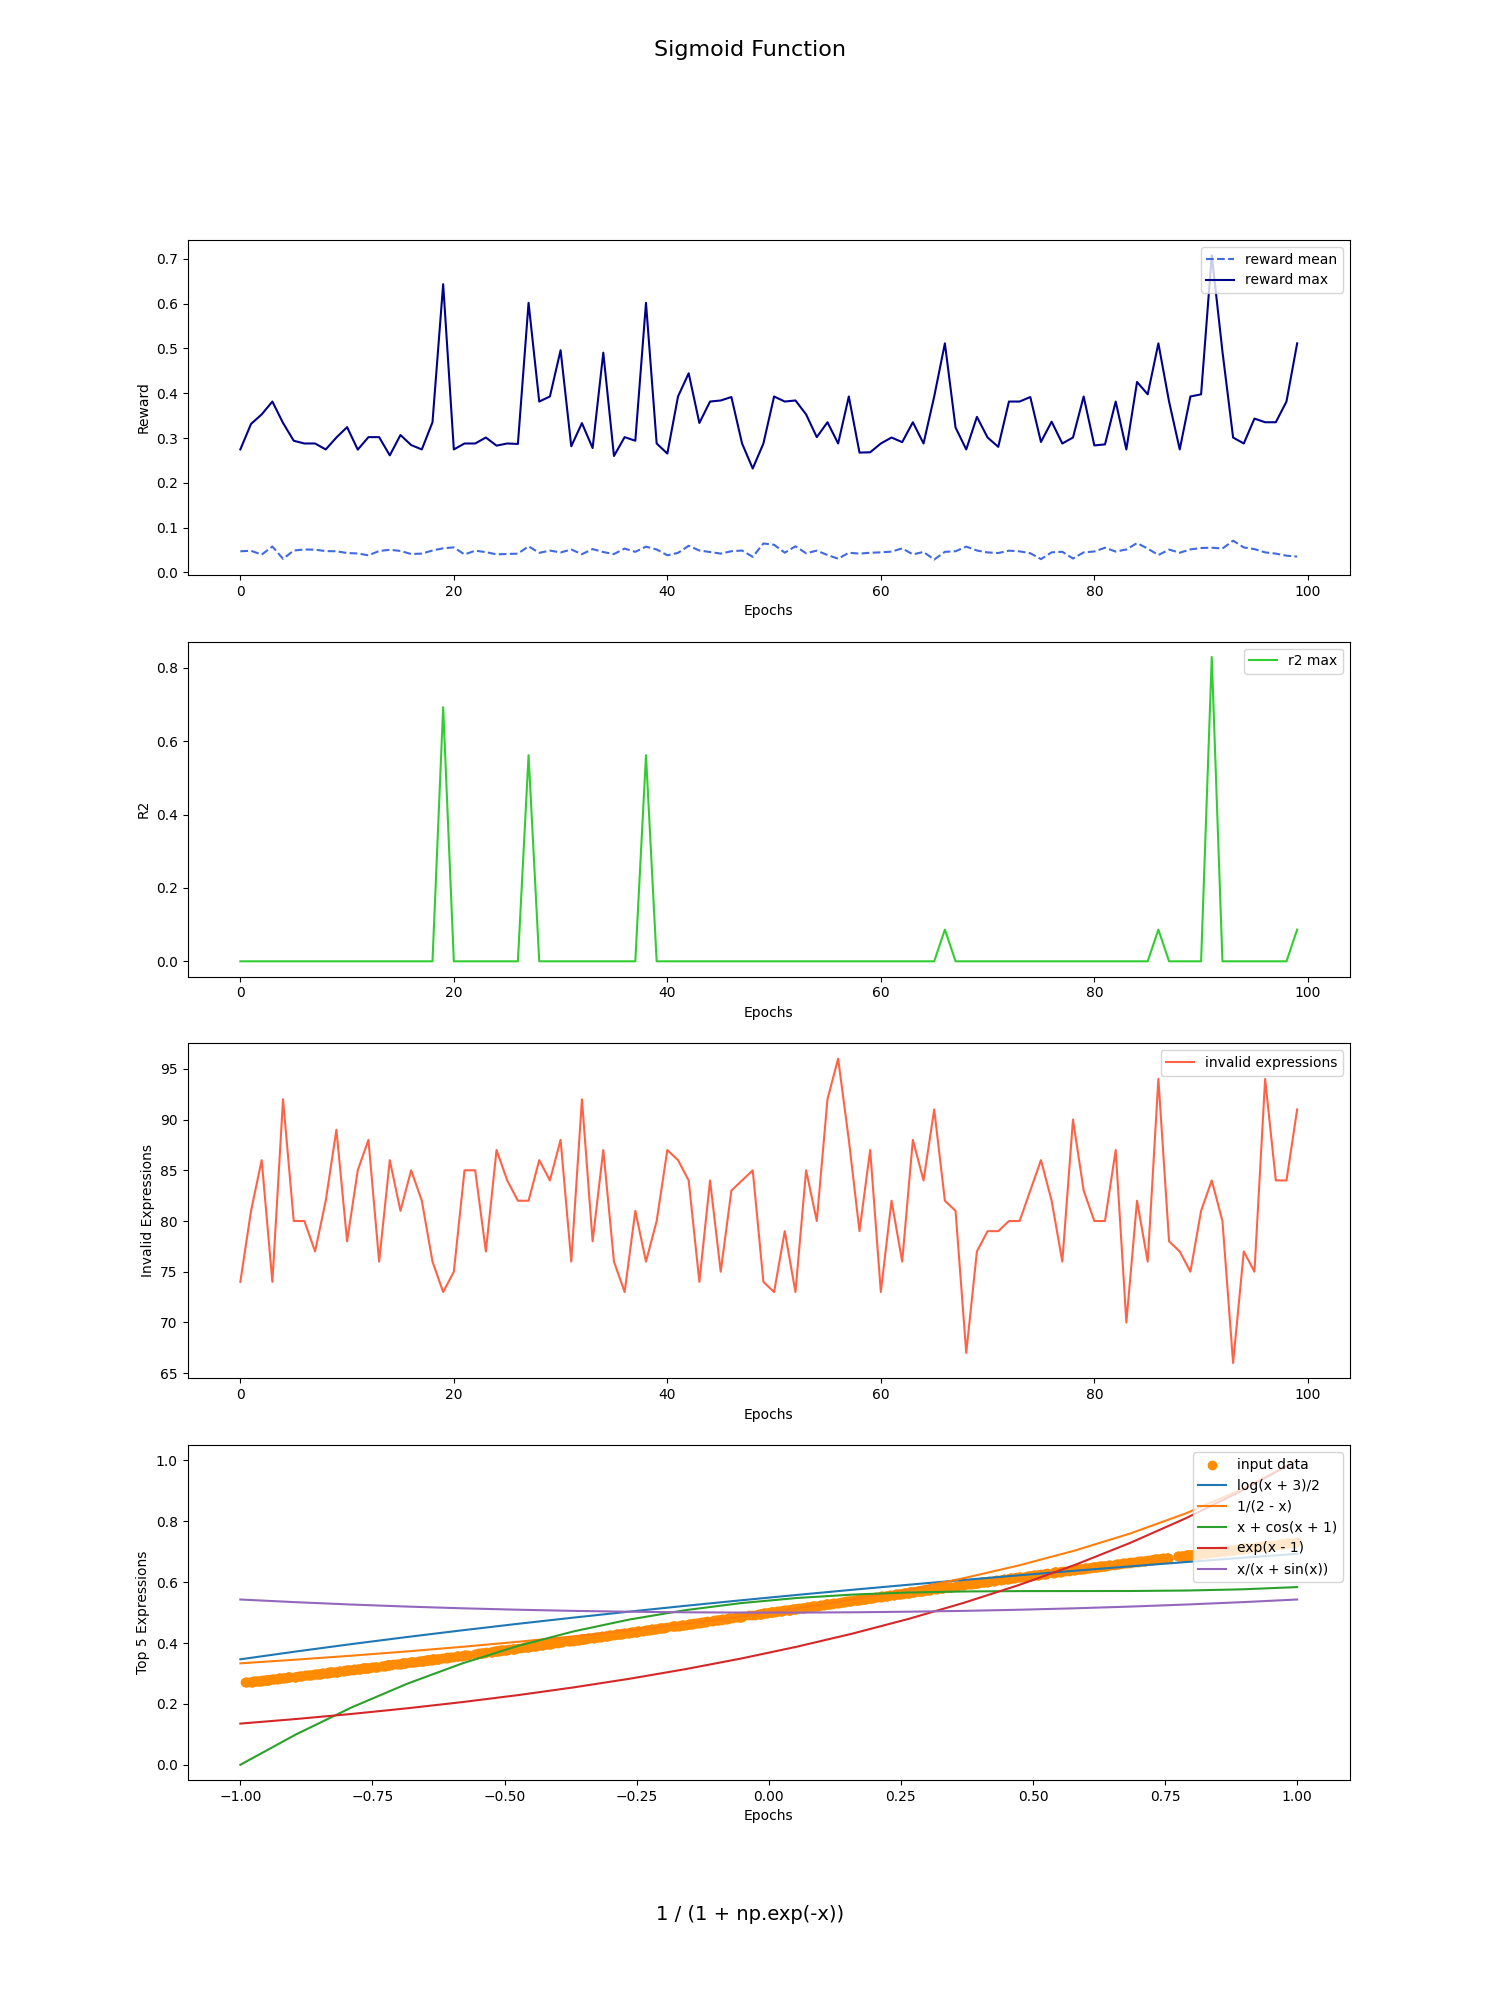 Sigmoid Function
0.7
0.6
0.5
0.4
0.3
0.2
0.1
0.0
Reward
reward mean
reward max
0 20 40 60 80 100
Epochs
0.8
0.6
0.4
0.2
0.0
R2
r2 max
0 20 40 60 80 100
Epochs
95
90
85
80
75
70
65
Invalid Expressions
invalid expressions
0 20 40 60 80 100
Epochs
1.0
0.8
0.6
0.4
0.2
0.0
Top 5 Expressions
input data
log(x + 3)/2
1/(2 - x)
x + cos(x + 1)
exp(x - 1)
x/(x + sin(x))
−1.00 −0.75 −0.50 −0.25 0.00 0.25 0.50 0.75 1.00
Epochs
1 / (1 + np.exp(-x))